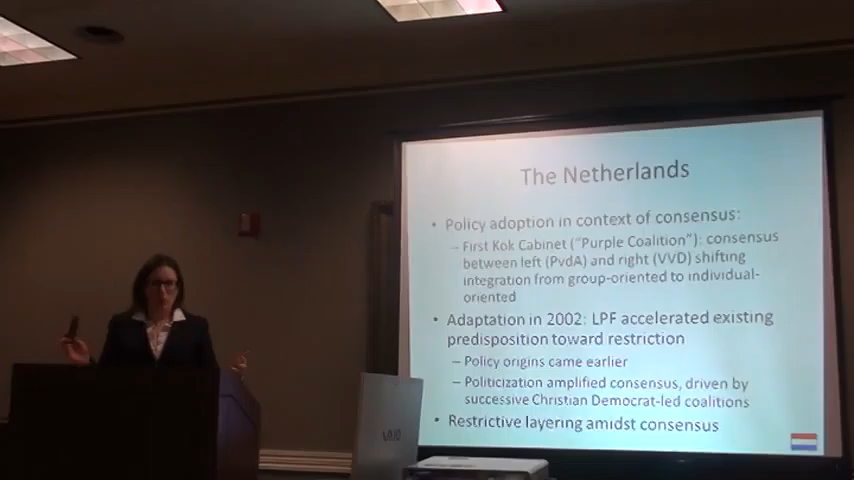 The Netherlands
• Policy adoption in context of consensus:
– First Kok Cabinet ("Purple Coalition"): consensus
between left (PvdA) and right (VVD) shifting
integration from group-oriented to individual-
oriented
• Adaptation in 2002: LPF accelerated existing
predisposition toward restriction
– Policy origins came earlier
– Politicization amplified consensus, driven by
successive Christian Democrat-led coalitions
• Restrictive layering amidst consensus
VAIO